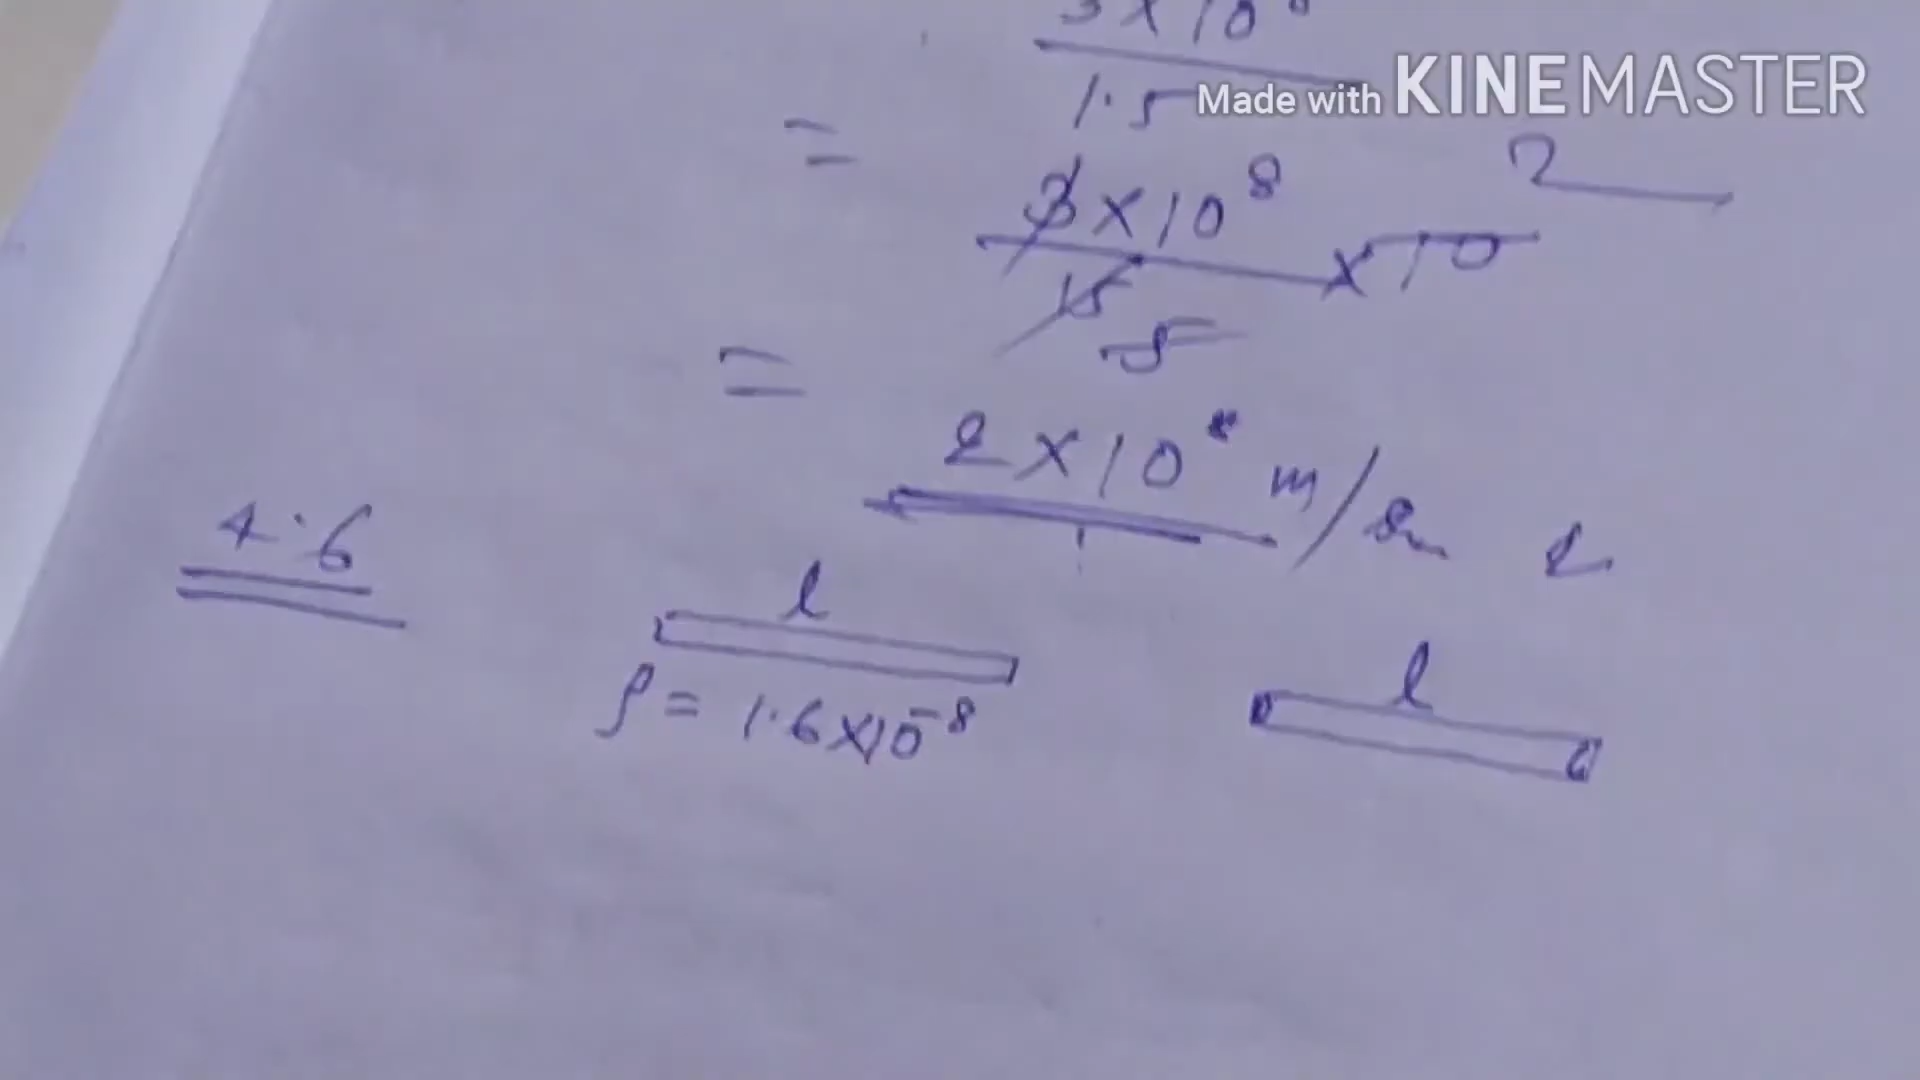 3 × 10⁸
1.5
Made with KINEMASTER
= 3 × 10⁸ × 10 2
15
5
= 2 × 10⁸ m/
4.6
l
l
ρ = 1.6×10⁻⁸